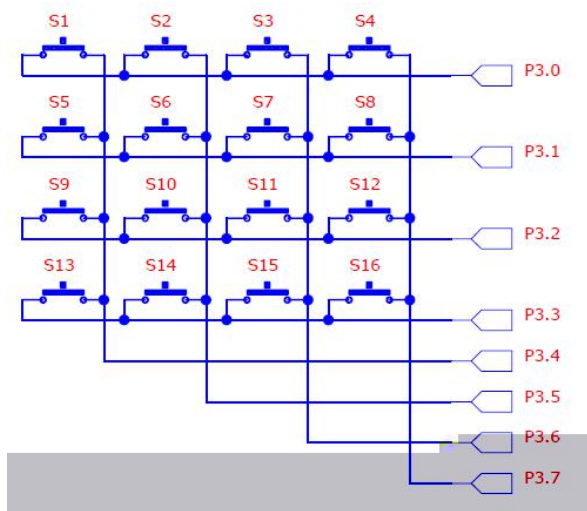 S1 S2 S3 S4
P3.0
S5 S6 S7 S8
P3.1
S9 S10 S11 S12
P3.2
S13 S14 S15 S16
P3.3
P3.4
P3.5
P3.6
P3.7